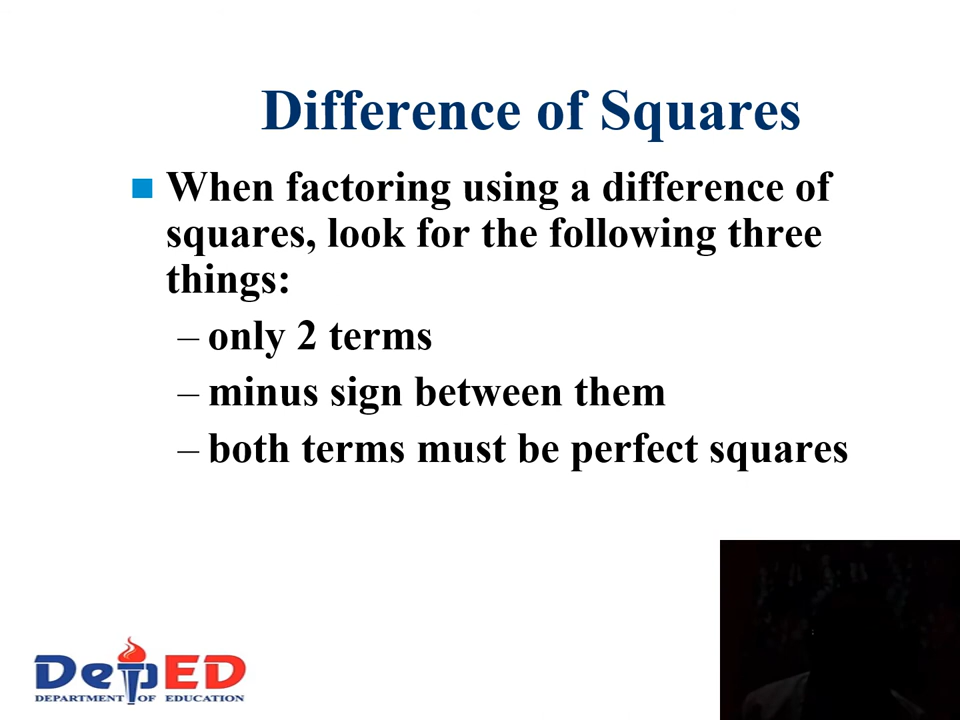 Difference of Squares
When factoring using a difference of
squares, look for the following three
things:
– only 2 terms
– minus sign between them
– both terms must be perfect squares
DepED
DEPARTMENT OF EDUCATION